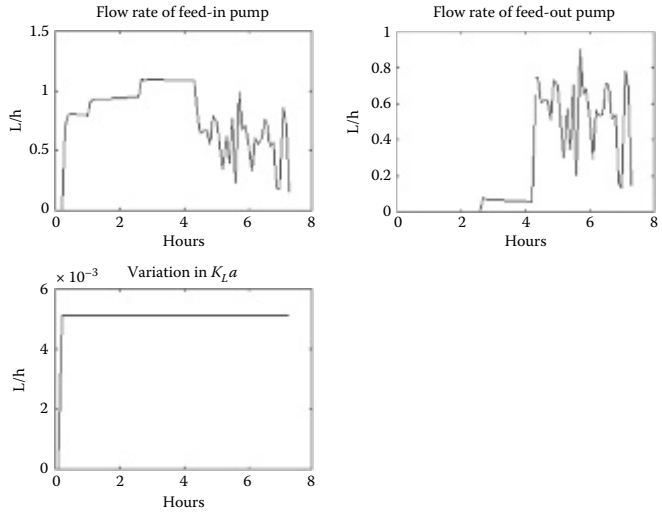 Flow rate of feed-in pump
1.5
1
0.5
0
L/h
0 2 4 6 8
Hours
Flow rate of feed-out pump
1
0.8
0.6
0.4
0.2
0
L/h
0 2 4 6 8
Hours
× 10⁻³
Variation in K_L a
6
4
2
0
L/h
0 2 4 6 8
Hours